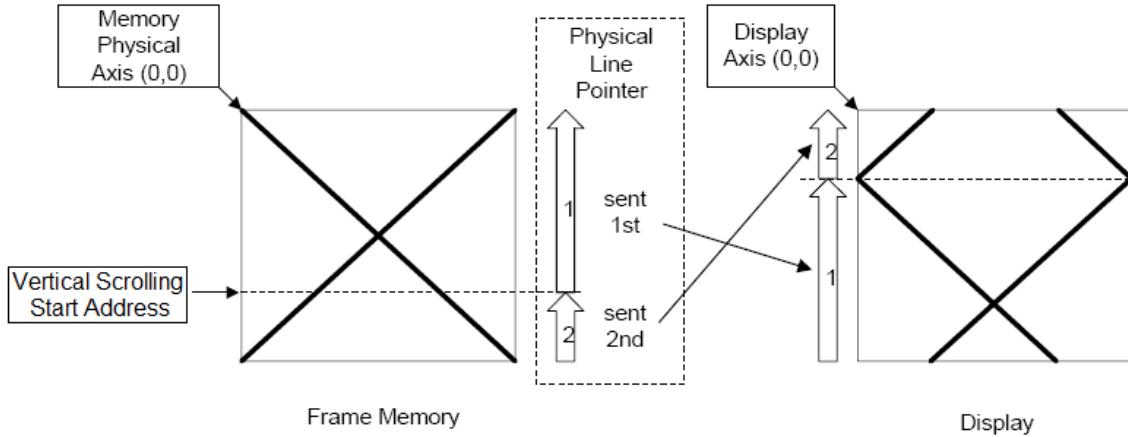 Memory
Physical
Axis (0,0)
Physical
Line
Pointer
Display
Axis (0,0)
2
1
sent
1st
1
Vertical Scrolling
Start Address
2
sent
2nd
Frame Memory
Display